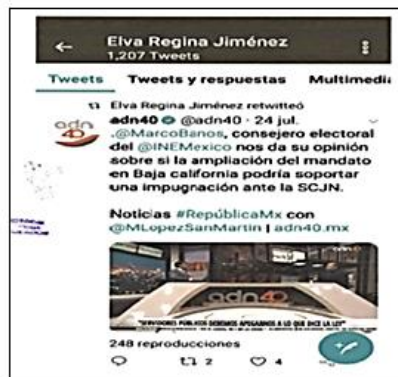 Elva Regina Jiménez
1,207 Tweets
Tweets Tweets y respuestas Multimedia
Elva Regina Jiménez retwitteó
adn40 @adn40 · 24 jul.
.@MarcoBanos, consejero electoral
del @INEMexico nos da su opinión
sobre si la ampliación del mandato
en Baja california podría soportar
una impugnación ante la SCJN.
Noticias #RepúblicaMx con
@MLopezSanMartin | adn40.mx
adn40
adn40
"SERVIDORES PÚBLICOS DEBEMOS APEGARNOS A LO QUE DICE LA LEY"
248 reproducciones
2 4